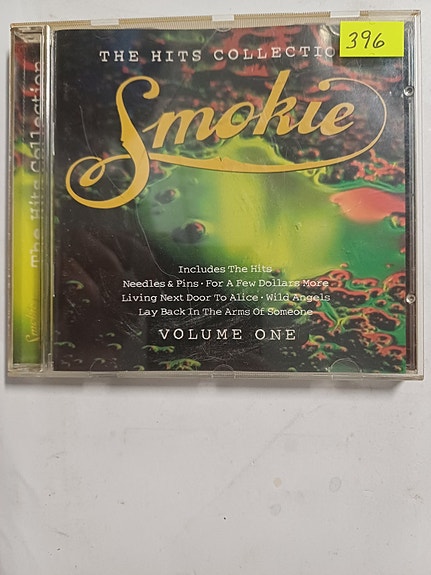 THE HITS COLLECTIO
396
Smokie
Includes The Hits
Needles & Pins · For A Few Dollars More
Living Next Door To Alice · Wild Angels
Lay Back In The Arms Of Someone
VOLUME ONE
Smokie The Hits Collection